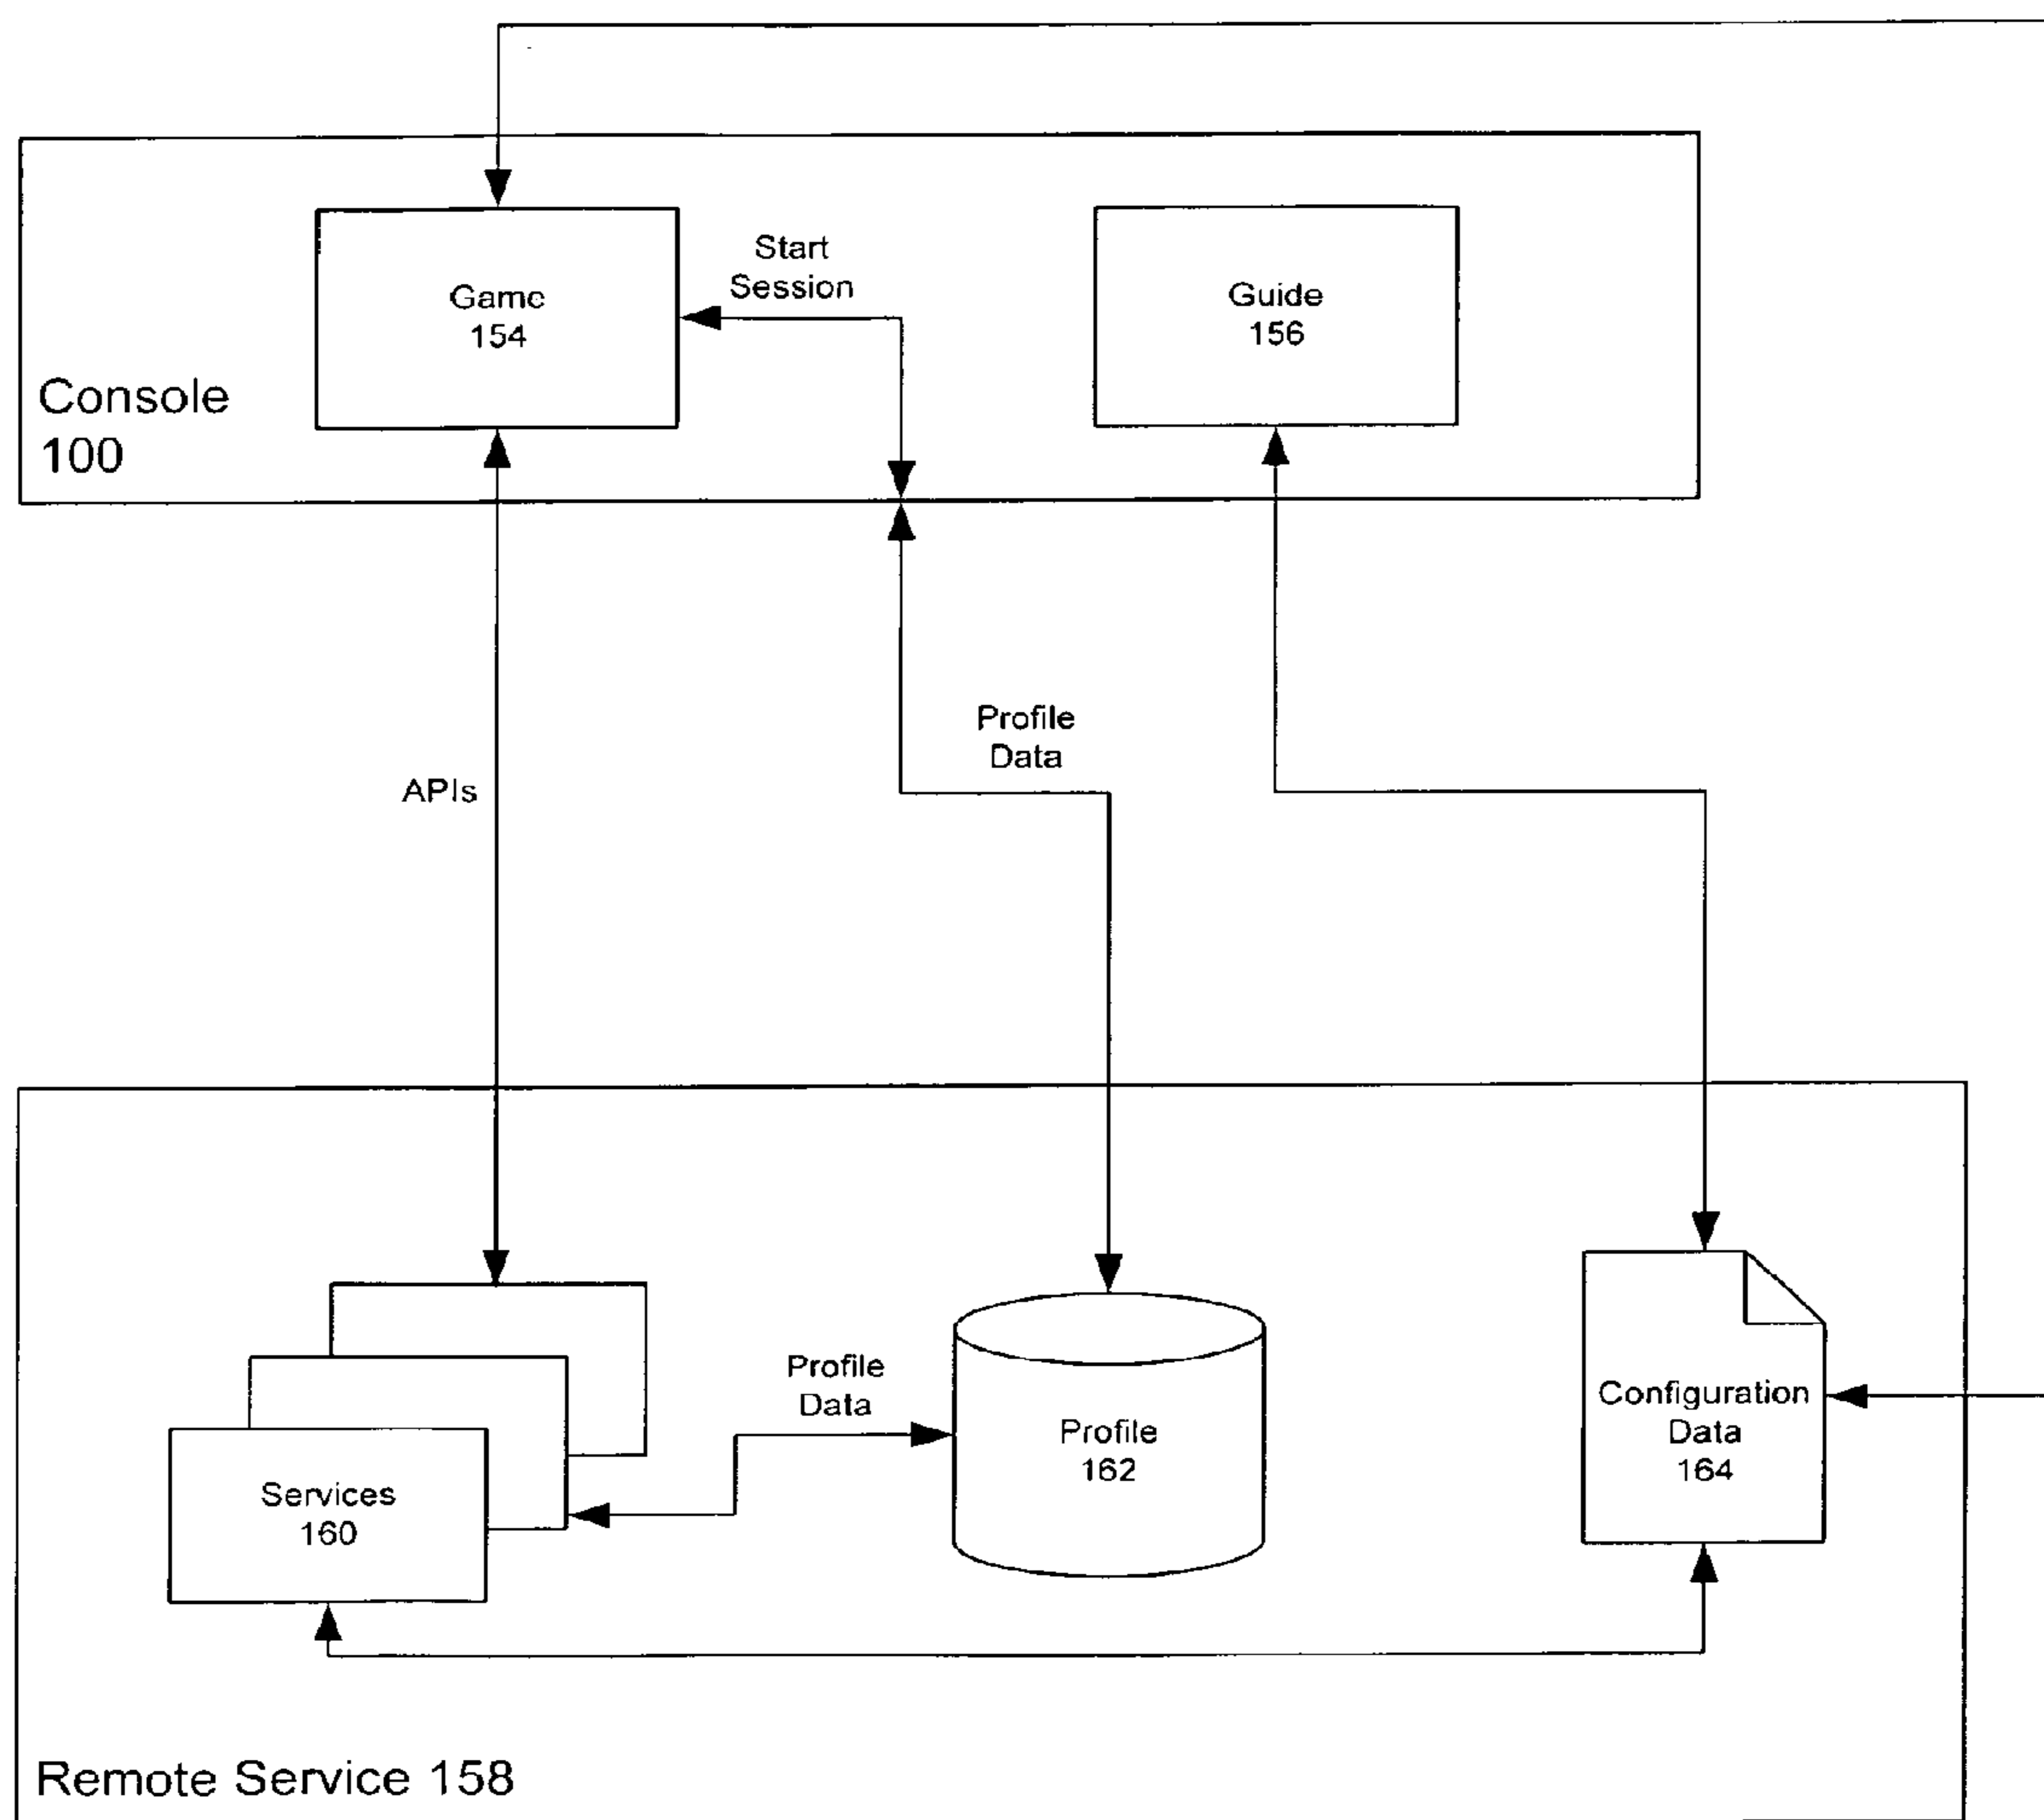 Start
Session
Game
154
Guide
156
Console
100
Profile
Data
APIs
Profile
Data
Configuration
Data
164
Profile
162
Services
160
Remote Service 158